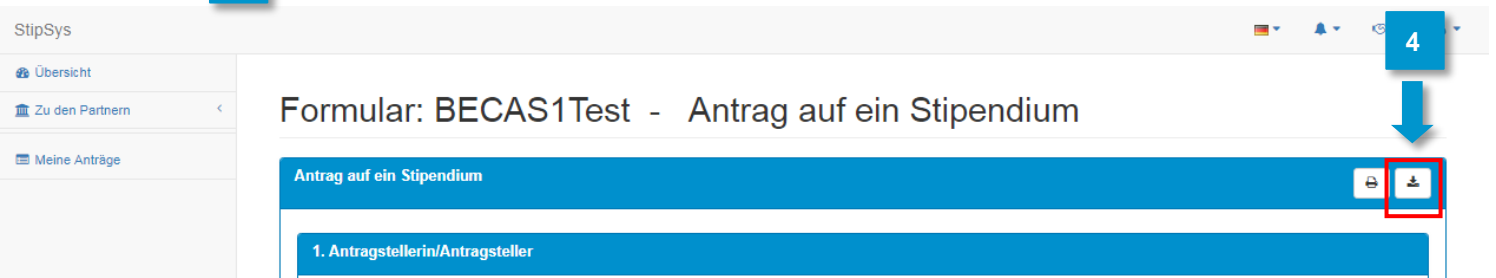 StipSys
4
Übersicht
Zu den Partnern
Formular: BECAS1Test - Antrag auf ein Stipendium
Meine Anträge
Antrag auf ein Stipendium
1. Antragstellerin/Antragsteller